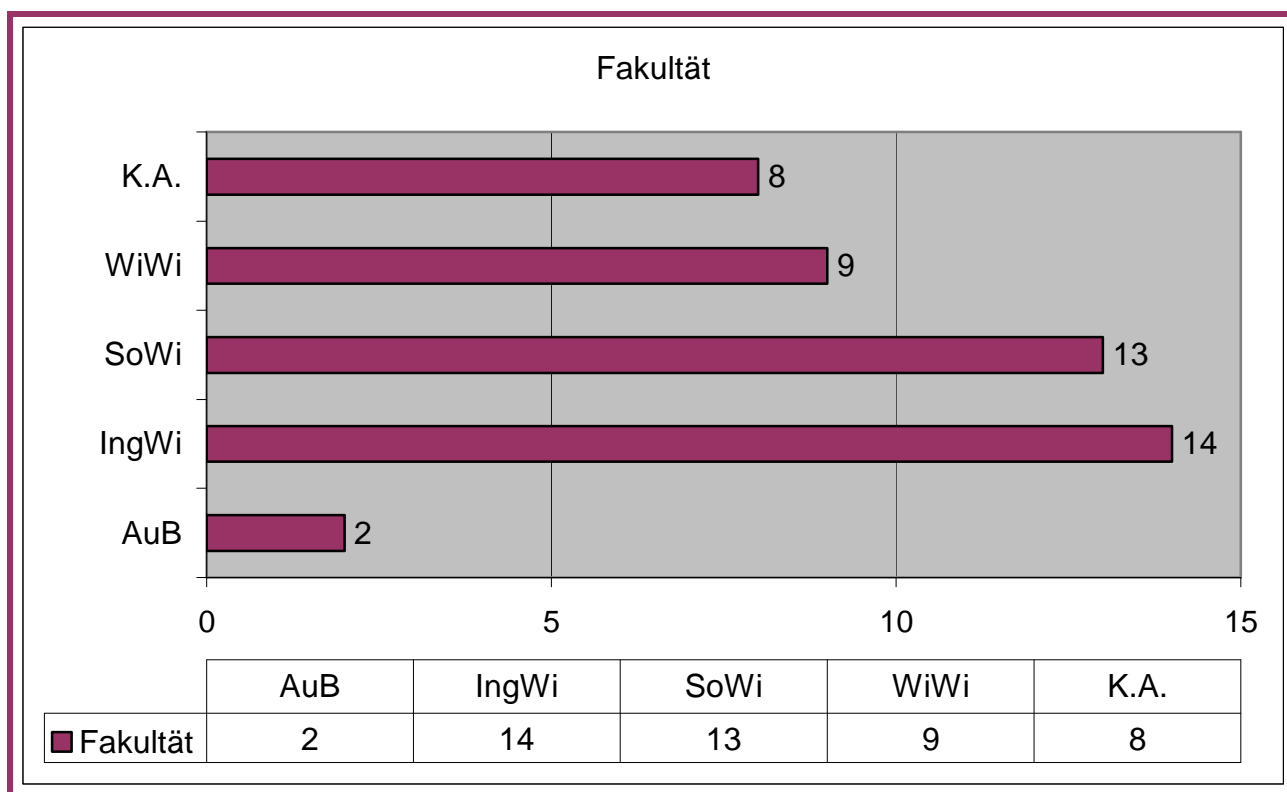 Fakultät
K.A.
8
WiWi
9
SoWi
13
IngWi
14
AuB
2
0 5 10 15
AuB IngWi SoWi WiWi K.A.
Fakultät 2 14 13 9 8